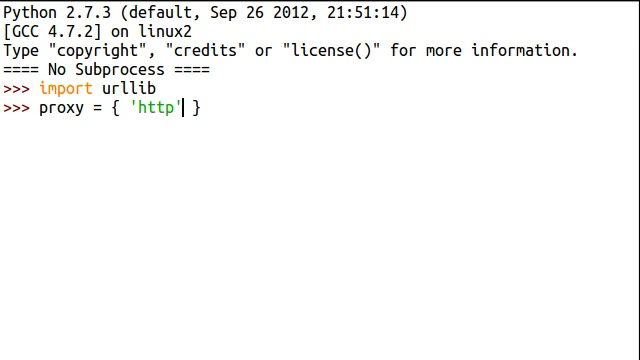 Python 2.7.3 (default, Sep 26 2012, 21:51:14)
[GCC 4.7.2] on linux2
Type "copyright", "credits" or "license()" for more information.
==== No Subprocess ====
>>> import urllib
>>> proxy = { 'http' }